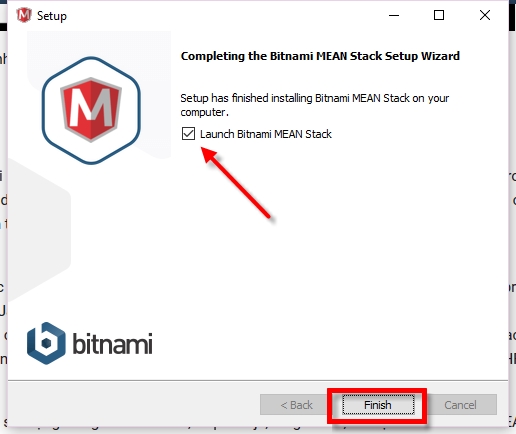 Setup
Completing the Bitnami MEAN Stack Setup Wizard
Setup has finished installing Bitnami MEAN Stack on your
computer.
Launch Bitnami MEAN Stack
bitnami
< Back
Finish
Cancel